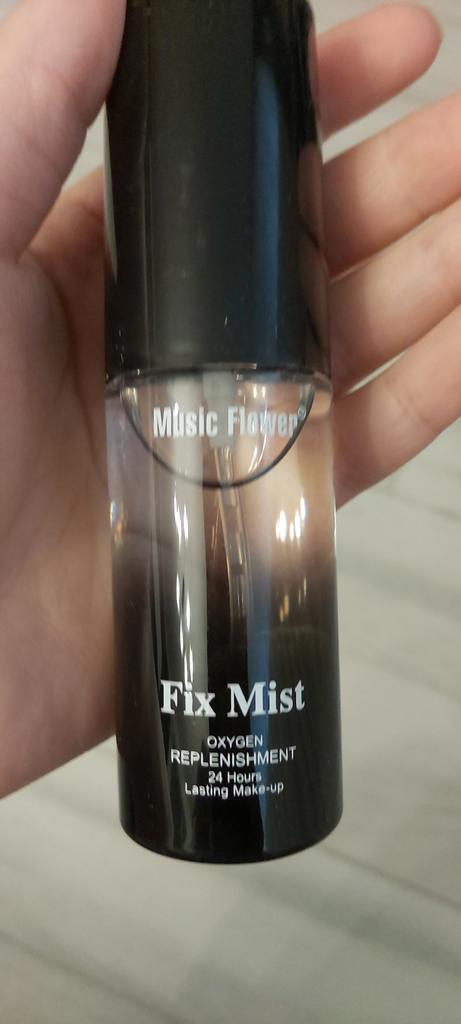 Music Flower®
Fix Mist
OXYGEN
REPLENISHMENT
24 Hours
Lasting Make-up